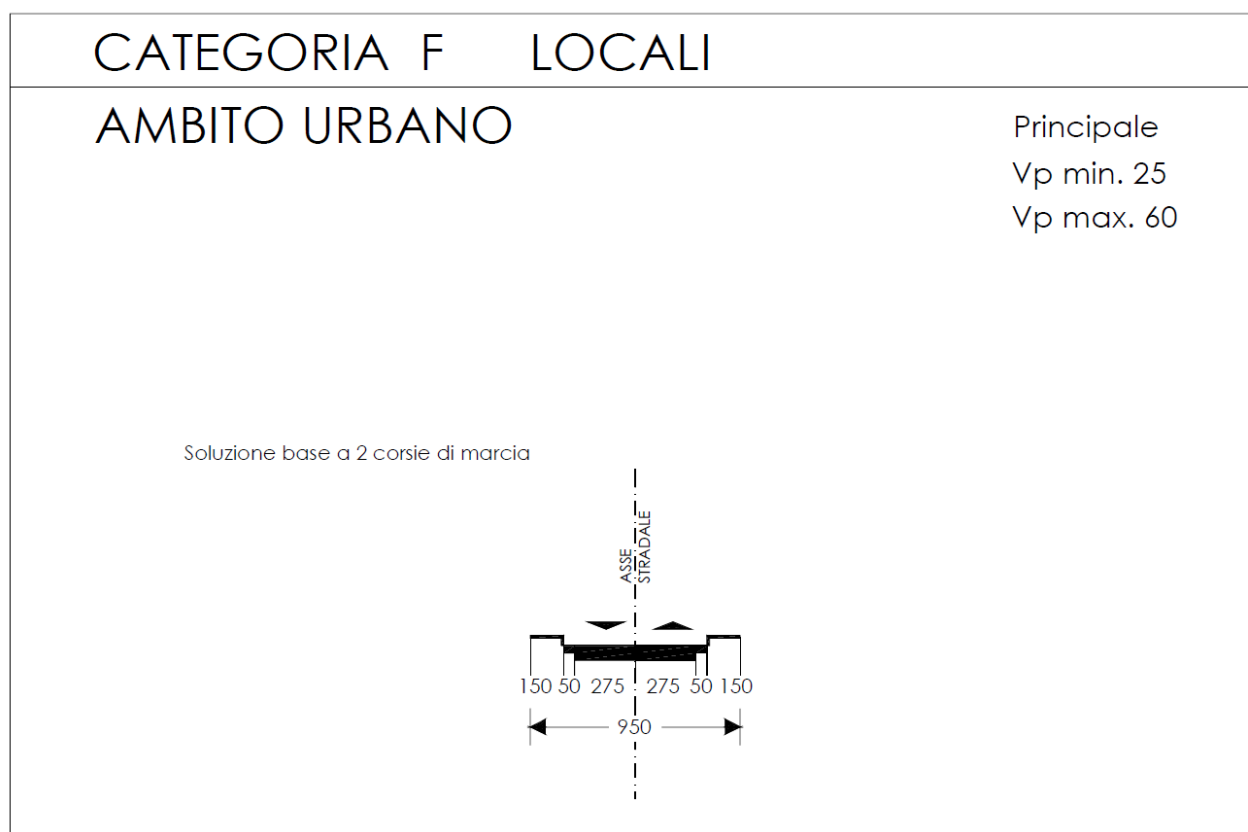 CATEGORIA F LOCALI
AMBITO URBANO
Principale
Vp min. 25
Vp max. 60
Soluzione base a 2 corsie di marcia
ASSE
STRADALE
150 50 275 275 50 150
950